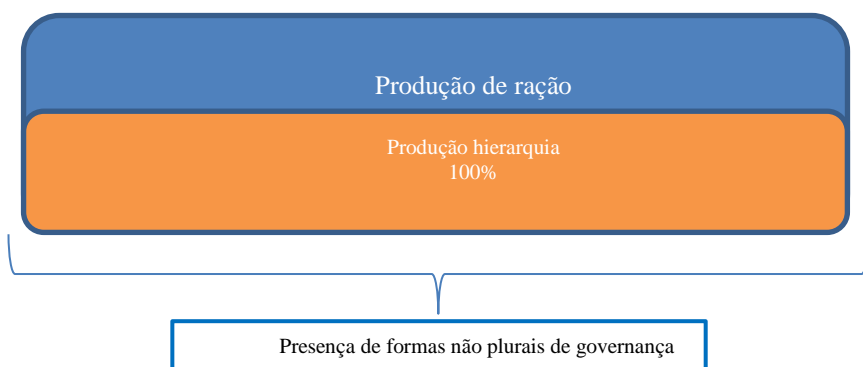 Produção de ração
Produção hierarquia
100%
Presença de formas não plurais de governança